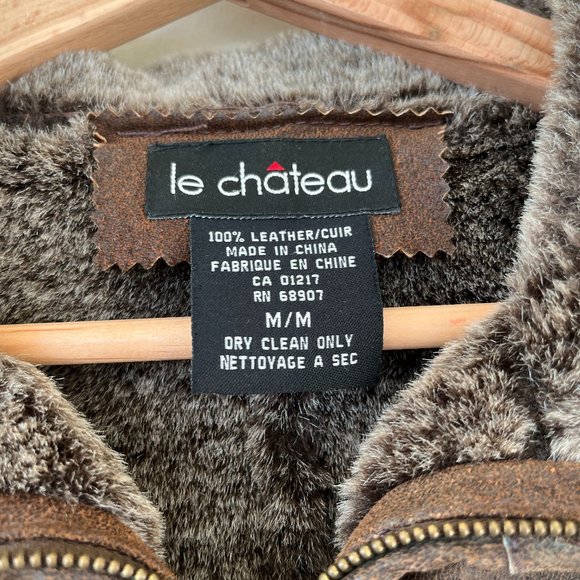 le château
100% LEATHER/CUIR
MADE IN CHINA
FABRIQUE EN CHINE
CA 01217
RN 68907
M/M
DRY CLEAN ONLY
NETTOYAGE A SEC